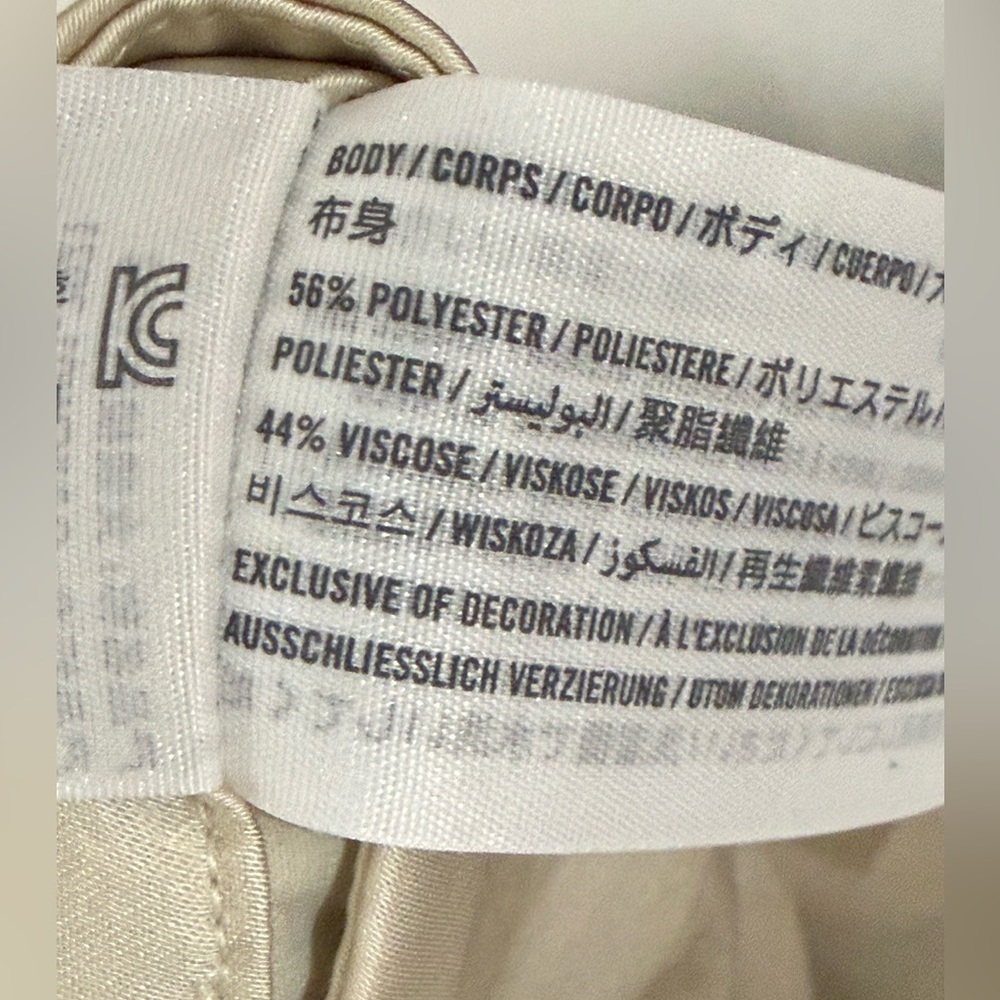 BODY / CORPS / CORPO / ボディ / CUERPO /
布身
56% POLYESTER / POLIESTERE / ポリエステル /
POLIESTER / البوليستر / 聚脂纖維
44% VISCOSE / VISKOSE / VISKOS / VISCOSA / ビスコー
비스코스 / WISKOZA / الفسكوز / 再生纖維素纖維
EXCLUSIVE OF DECORATION / À L'EXCLUSION DE LA DÉCORATION
AUSSCHLIESSLICH VERZIERUNG / UTOM DEKORATIONEN /